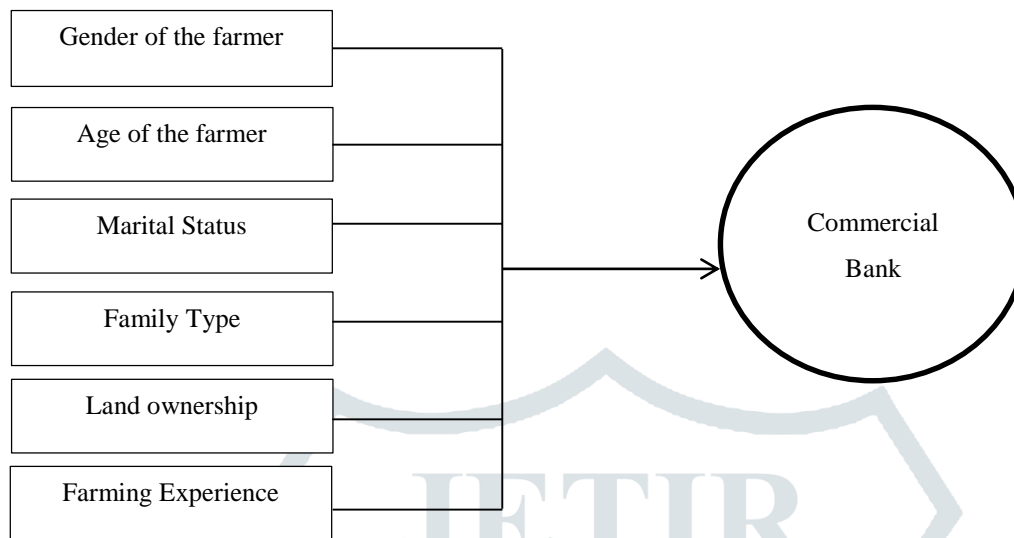 Gender of the farmer
Age of the farmer
Marital Status
Family Type
Land ownership
Farming Experience
Commercial
Bank
JETIR